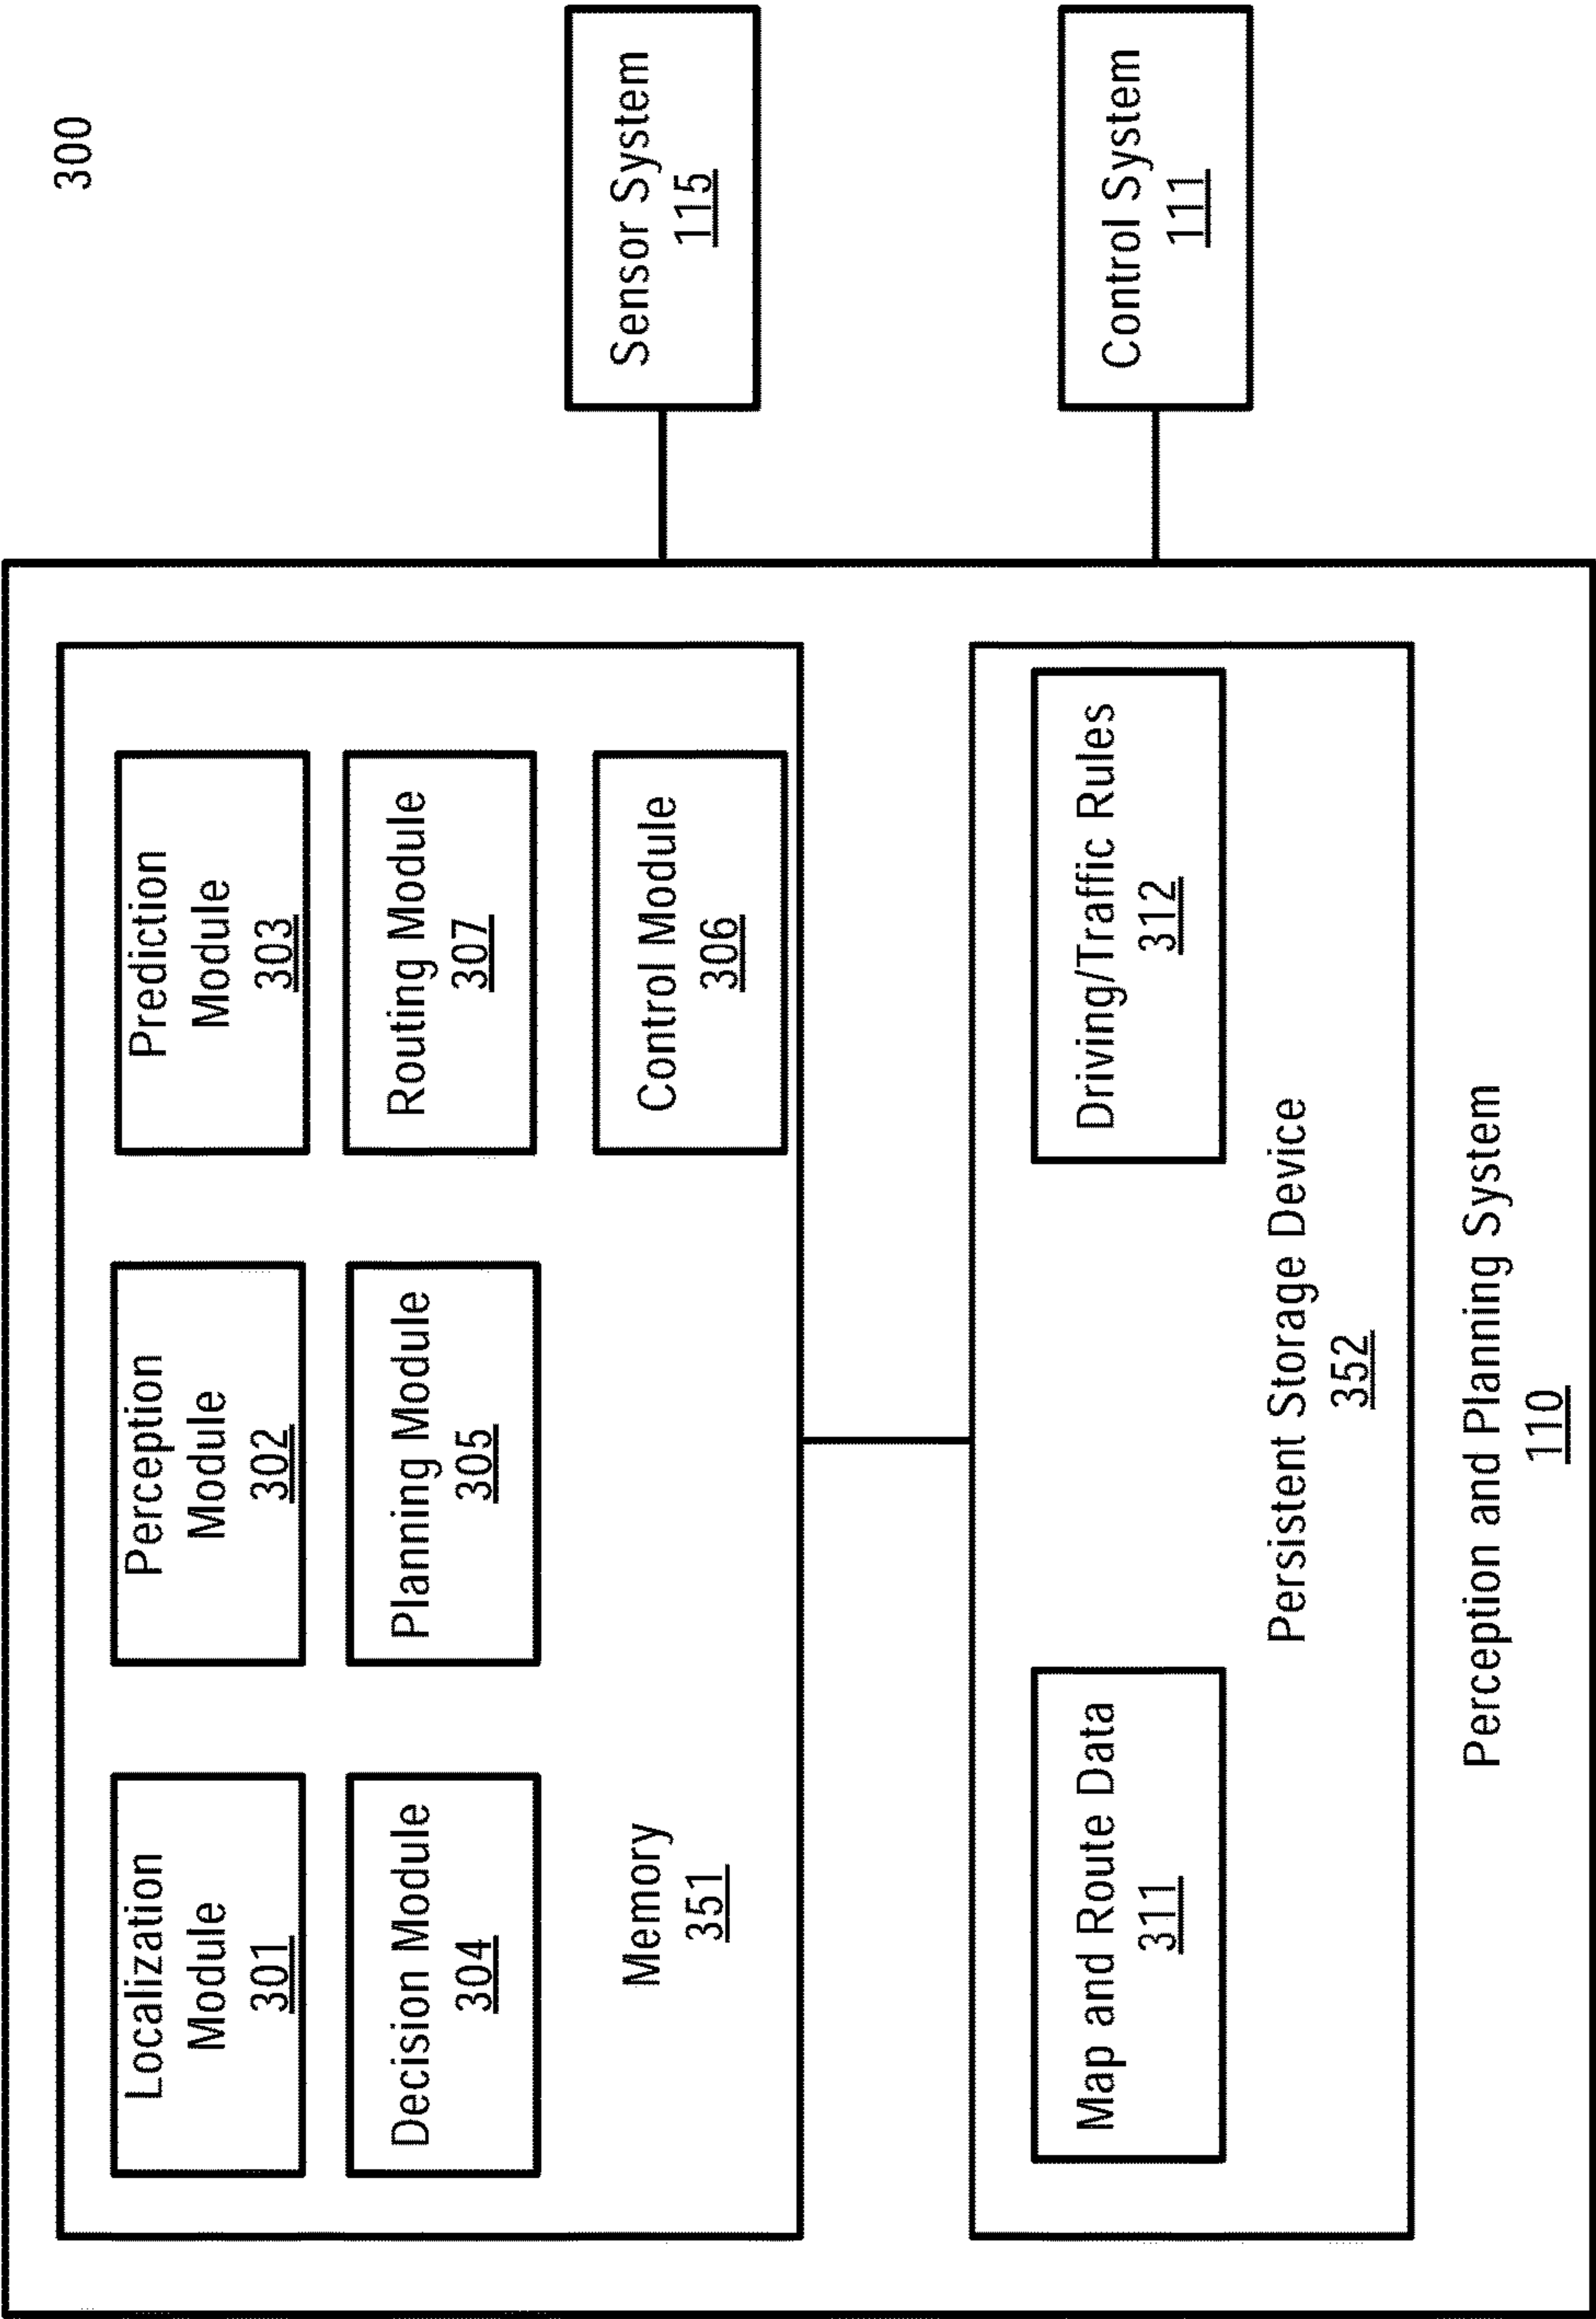 300
Localization
Module
301
Perception
Module
302
Prediction
Module
303
Decision Module
304
Planning Module
305
Routing Module
307
Control Module
306
Memory
351
Sensor System
115
Control System
111
Map and Route Data
311
Driving/Traffic Rules
312
Persistent Storage Device
352
Perception and Planning System
110